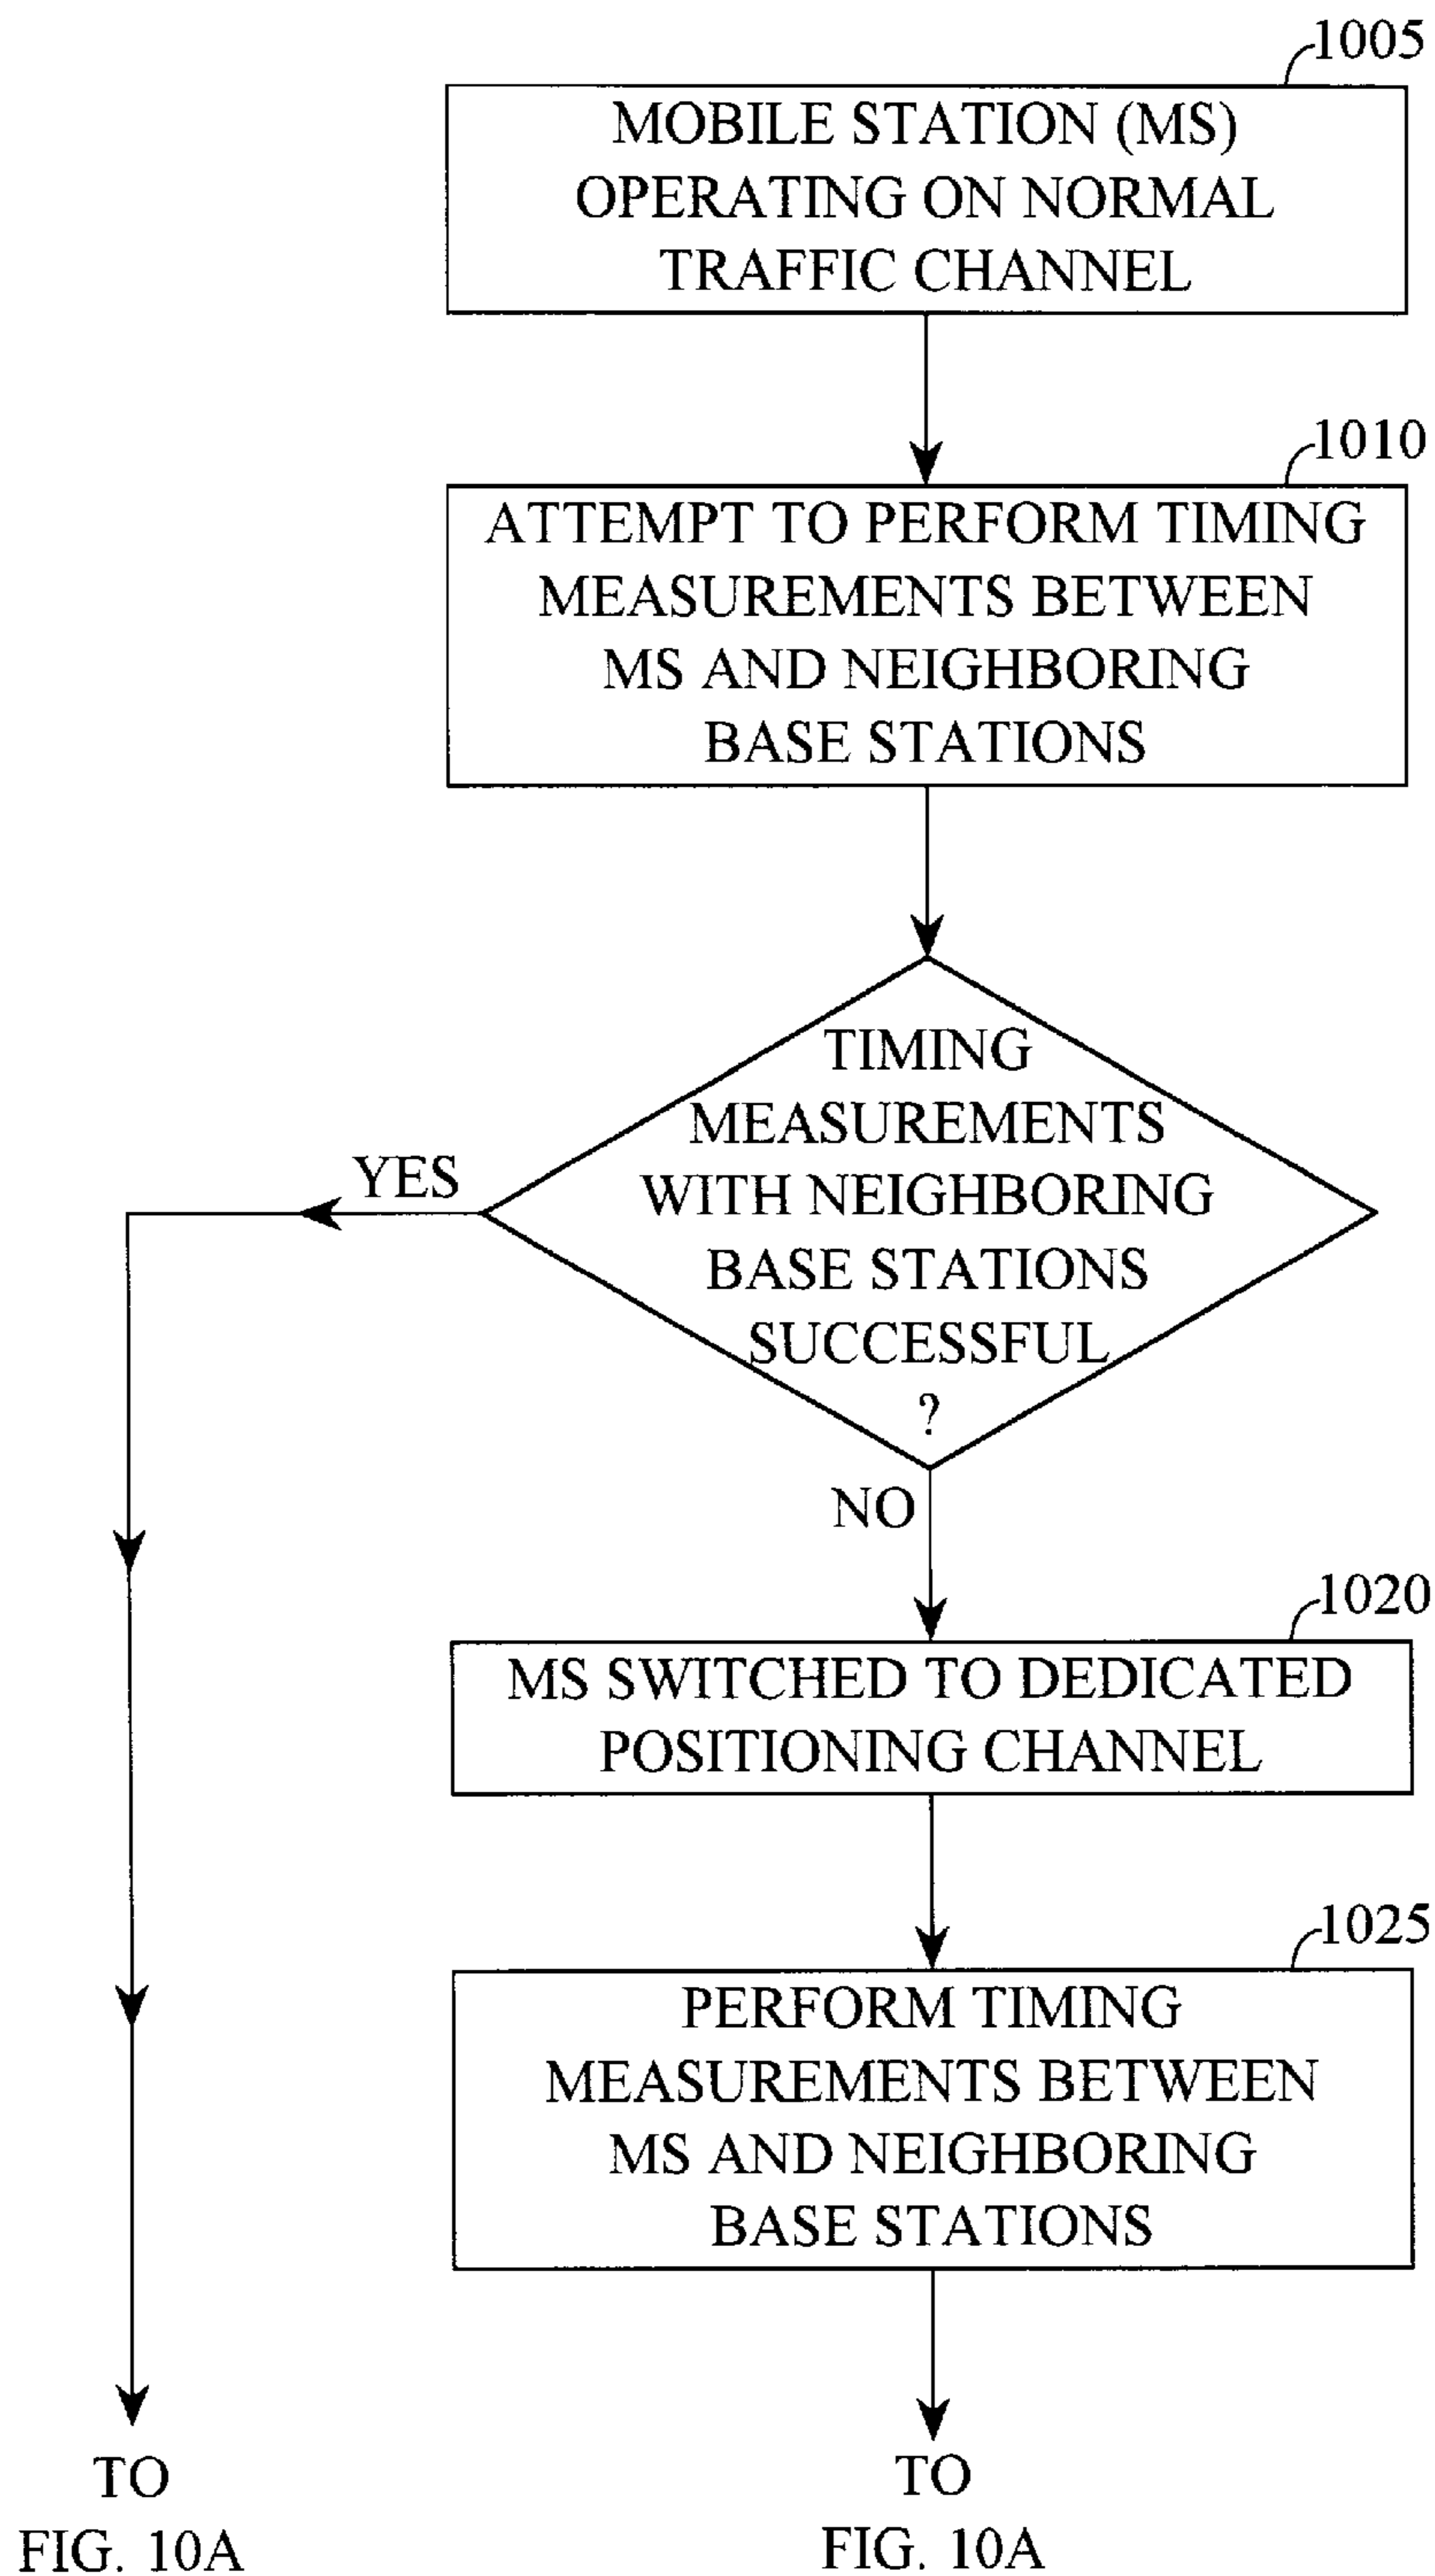 1005
MOBILE STATION (MS)
OPERATING ON NORMAL
TRAFFIC CHANNEL
1010
ATTEMPT TO PERFORM TIMING
MEASUREMENTS BETWEEN
MS AND NEIGHBORING
BASE STATIONS
TIMING
MEASUREMENTS
WITH NEIGHBORING
BASE STATIONS
SUCCESSFUL
?
YES
NO
1020
MS SWITCHED TO DEDICATED
POSITIONING CHANNEL
1025
PERFORM TIMING
MEASUREMENTS BETWEEN
MS AND NEIGHBORING
BASE STATIONS
TO
FIG. 10A
TO
FIG. 10A